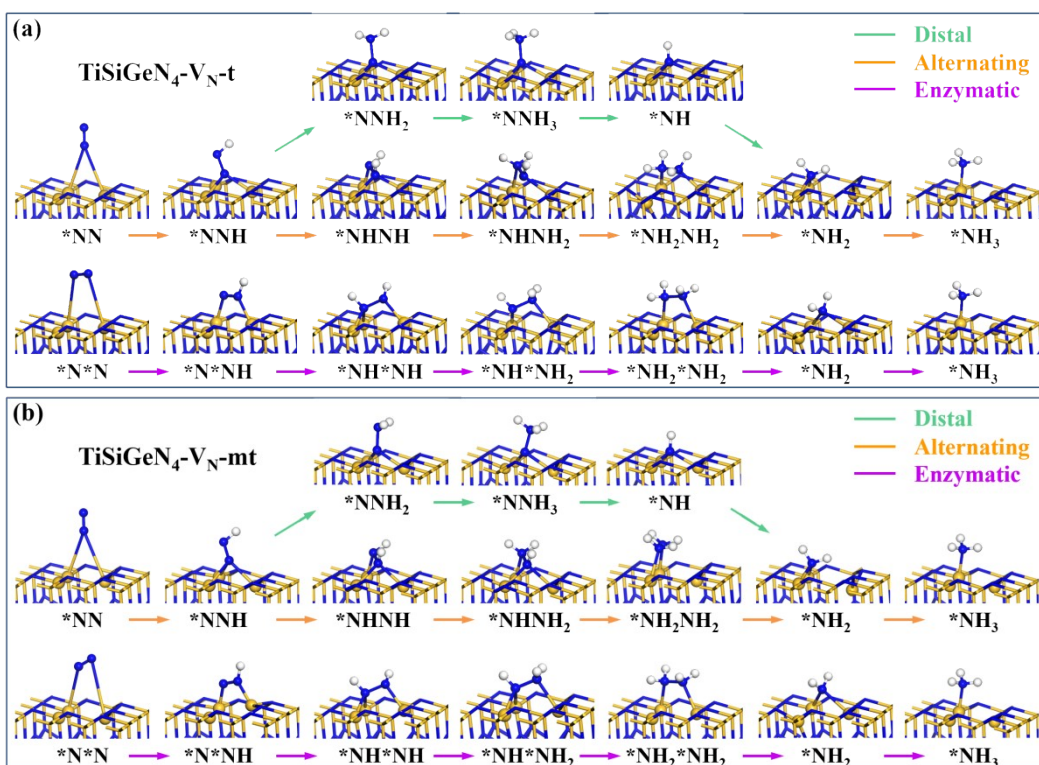 (a)
TiSiGeN₄-V_N-t
Distal
Alternating
Enzymatic
*NNH₂ *NNH₃ *NH
*NN *NNH *NHNH *NHNH₂ *NH₂NH₂ *NH₂ *NH₃
*N*N *N*NH *NH*NH *NH*NH₂ *NH₂*NH₂ *NH₂ *NH₃
(b)
TiSiGeN₄-V_N-mt
Distal
Alternating
Enzymatic
*NNH₂ *NNH₃ *NH
*NN *NNH *NHNH *NHNH₂ *NH₂NH₂ *NH₂ *NH₃
*N*N *N*NH *NH*NH *NH*NH₂ *NH₂*NH₂ *NH₂ *NH₃